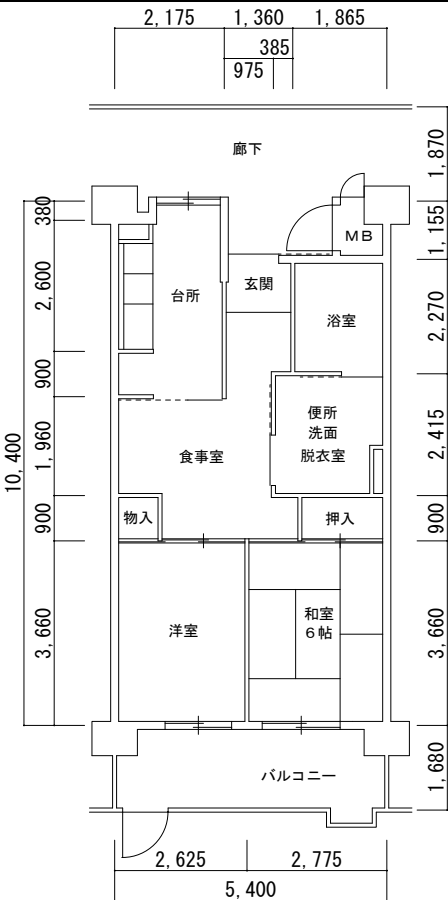 2,175
1,360
1,865
385
975
廊下
1,870
380
1,155
MB
2,600
台所
玄関
浴室
2,270
900
便所
洗面
脱衣室
2,415
1,960
食事室
10,400
900
物入
押入
900
3,660
洋室
和室
6帖
3,660
バルコニー
1,680
2,625
2,775
5,400